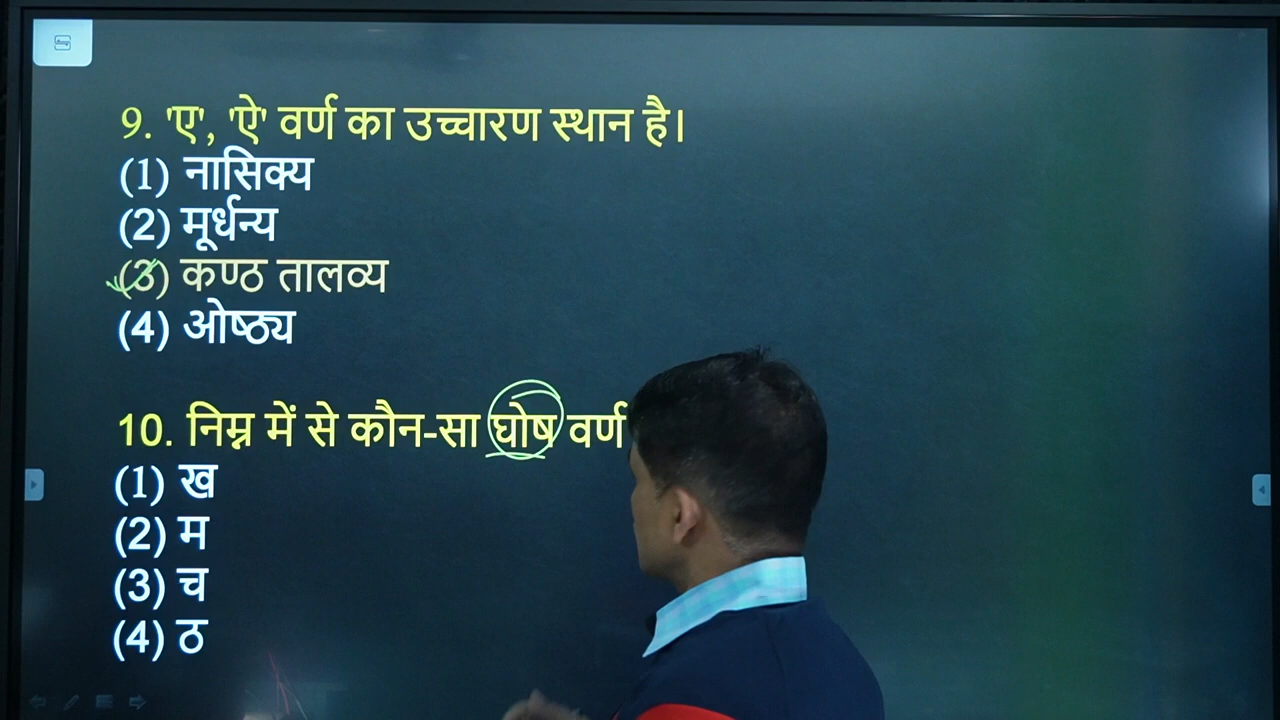 9. 'ए', 'ऐ' वर्ण का उच्चारण स्थान है।
(1) नासिक्य
(2) मूर्धन्य
(3) कण्ठ तालव्य
(4) ओष्ठ्य
10. निम्न में से कौन-सा घोष वर्ण
(1) ख
(2) म
(3) च
(4) ठ